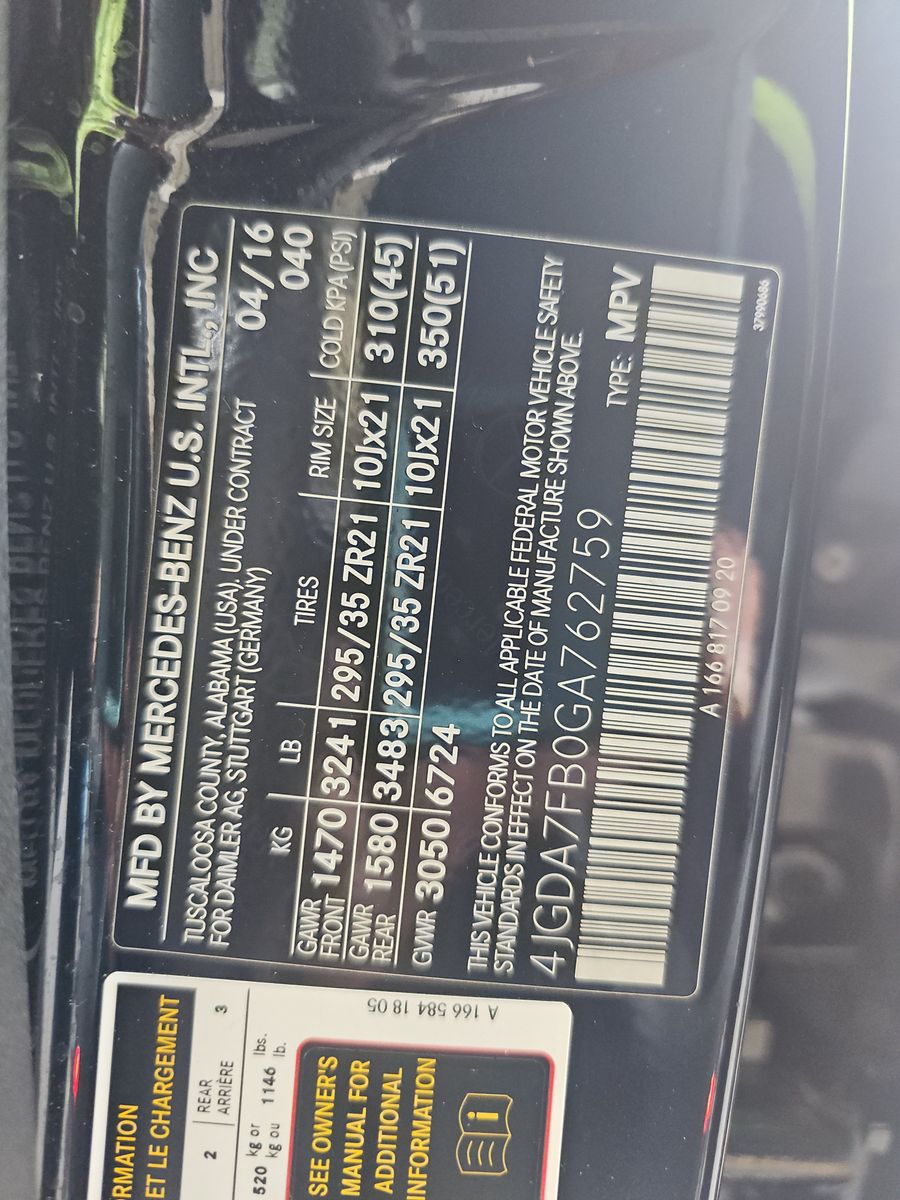 MFD BY MERCEDES-BENZ U.S. INTL., INC
TUSCALOOSA COUNTY, ALABAMA (USA), UNDER CONTRACT 04/16
FOR DAIMLER AG, STUTTGART (GERMANY) 040
KG LB TIRES RIM SIZE COLD KPA(PSI)
GAWR FRONT 1470 3241 295/35 ZR21 10Jx21 310(45)
GAWR REAR 1580 3483 295/35 ZR21 10Jx21 350(51)
GVWR 3050 6724
THIS VEHICLE CONFORMS TO ALL APPLICABLE FEDERAL MOTOR VEHICLE SAFETY
STANDARDS IN EFFECT ON THE DATE OF MANUFACTURE SHOWN ABOVE.
4JGDA7FB0GA762759 TYPE: MPV
A 166 817 09 20
37990686
RMATION
ET LE CHARGEMENT
2 REAR ARRIÈRE 3
520 kg or lbs.
kg ou 1146 lb.
SEE OWNER'S
MANUAL FOR
ADDITIONAL
INFORMATION
A 166 584 18 05